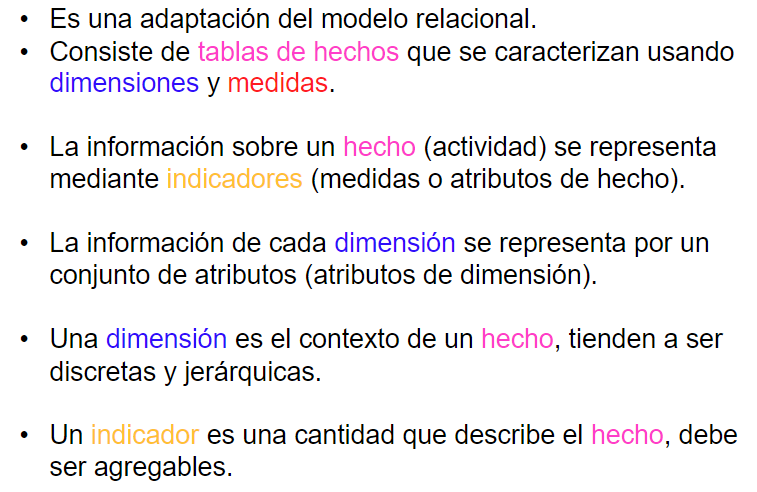 • Es una adaptación del modelo relacional.
• Consiste de tablas de hechos que se caracterizan usando
dimensiones y medidas.
• La información sobre un hecho (actividad) se representa
mediante indicadores (medidas o atributos de hecho).
• La información de cada dimensión se representa por un
conjunto de atributos (atributos de dimensión).
• Una dimensión es el contexto de un hecho, tienden a ser
discretas y jerárquicas.
• Un indicador es una cantidad que describe el hecho, debe
ser agregables.